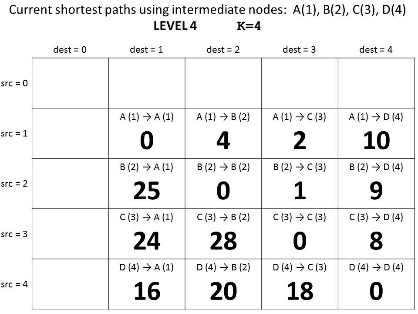 Current shortest paths using intermediate nodes: A(1), B(2), C(3), D(4)
LEVEL 4 K=4
dest = 0 dest = 1 dest = 2 dest = 3 dest = 4
src = 0
A (1) → A (1) A (1) → B (2) A (1) → C (3) A (1) → D (4)
src = 1 0 4 2 10
B (2) → A (1) B (2) → B (2) B (2) → C (3) B (2) → D (4)
src = 2 25 0 1 9
C (3) → A (1) C (3) → B (2) C (3) → C (3) C (3) → D (4)
src = 3 24 28 0 8
D (4) → A (1) D (4) → B (2) D (4) → C (3) D (4) → D (4)
src = 4 16 20 18 0